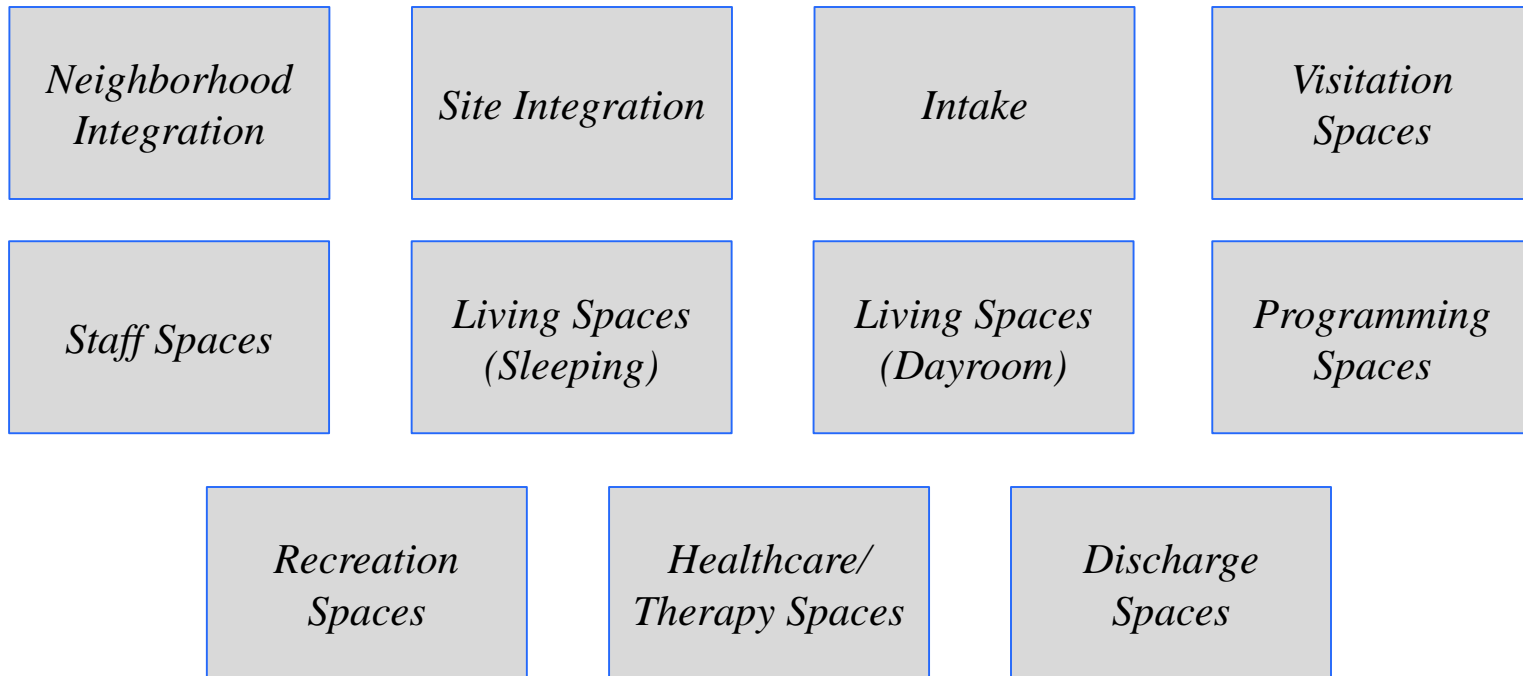 Neighborhood
Integration
Site Integration
Intake
Visitation
Spaces
Staff Spaces
Living Spaces
(Sleeping)
Living Spaces
(Dayroom)
Programming
Spaces
Recreation
Spaces
Healthcare/
Therapy Spaces
Discharge
Spaces